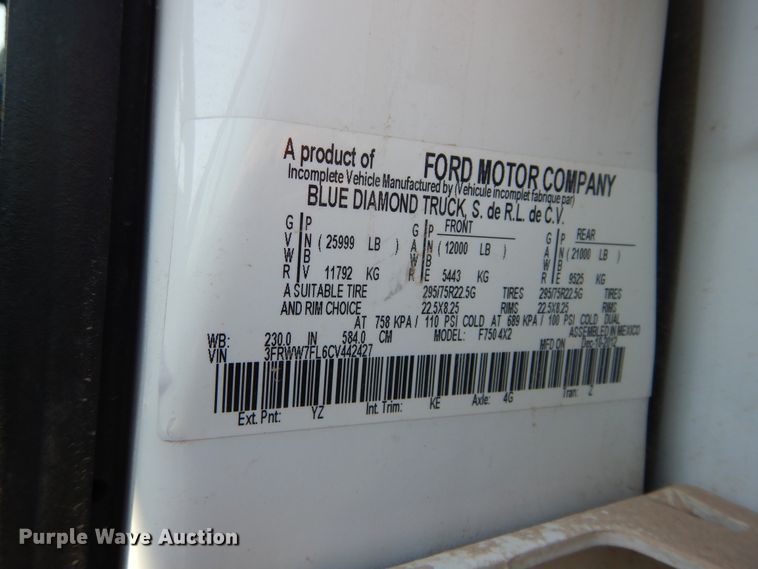 A product of FORD MOTOR COMPANY
Incomplete Vehicle Manufactured by (Vehicule incomplet fabrique par)
BLUE DIAMOND TRUCK, S. de R.L. de C.V.
G P G P FRONT G P REAR
V N ( 25999 LB ) A N ( 12000 LB ) A N ( 21000 LB )
W B W B W B
R V 11792 KG R E 5443 KG R E 9525 KG
A SUITABLE TIRE 295/75R22.5G TIRES 295/75R22.5G TIRES
AND RIM CHOICE 22.5X8.25 RIMS 22.5X8.25 RIMS
AT 758 KPA / 110 PSI COLD AT 689 KPA / 100 PSI COLD DUAL
WB: 230.0 IN 584.0 CM MODEL: F750 4X2 ASSEMBLED IN MEXICO
VIN 3FRWW7FL6CV442427 MFD ON
Ext. Pnt: YZ Int. Trim: KE Axle: 4G Tran: Z
Purple Wave Auction